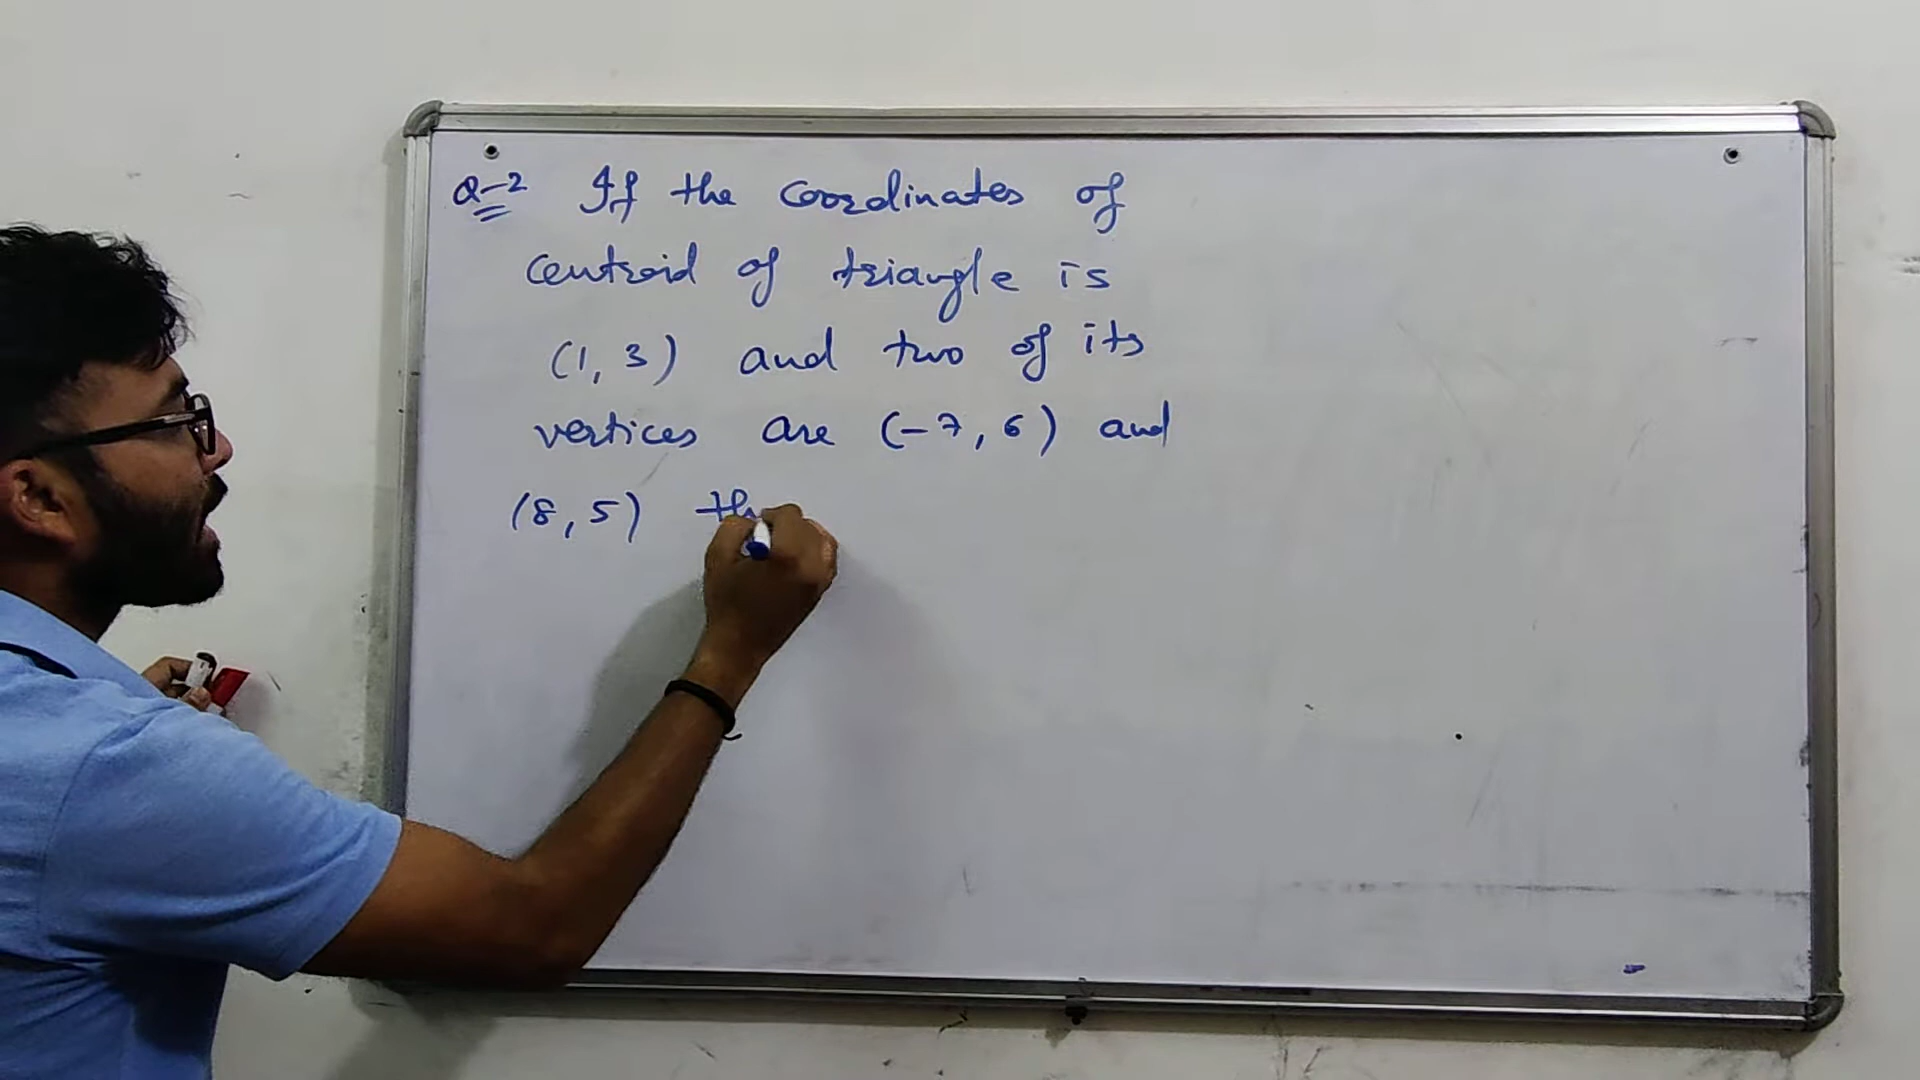 Q-2 If the coordinates of
centroid of triangle is
(1, 3) and two of its
vertices are (-7, 6) and
(8, 5) th